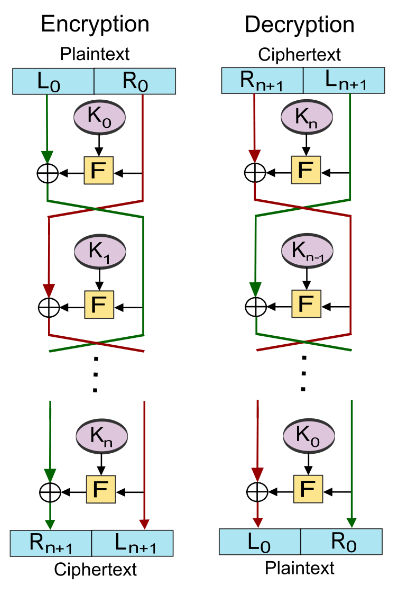 Encryption
Plaintext
L0 R0
K0
F
K1
F
Kn
F
Rn+1 Ln+1
Ciphertext
Decryption
Ciphertext
Rn+1 Ln+1
Kn
F
Kn-1
F
K0
F
L0 R0
Plaintext